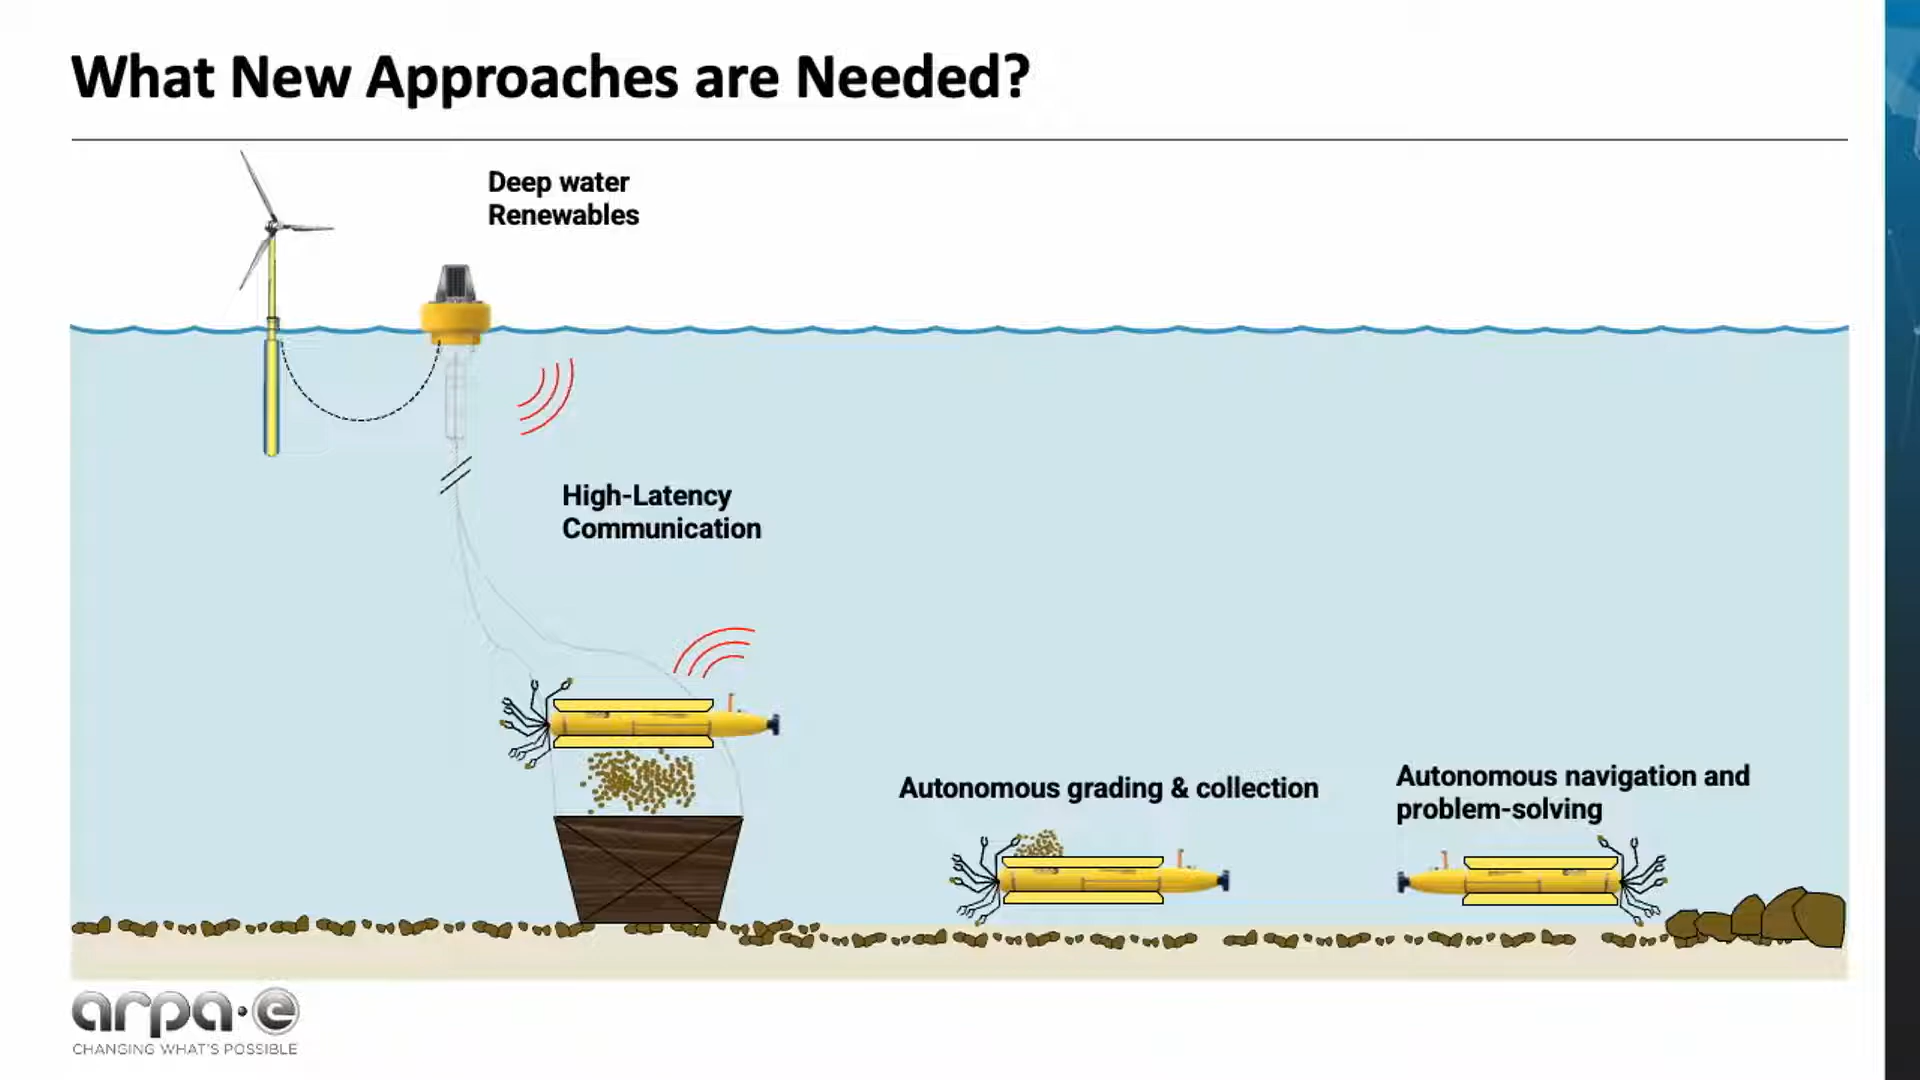 What New Approaches are Needed?
Deep water
Renewables
High-Latency
Communication
Autonomous grading & collection
Autonomous navigation and
problem-solving
arpa·e
CHANGING WHAT'S POSSIBLE